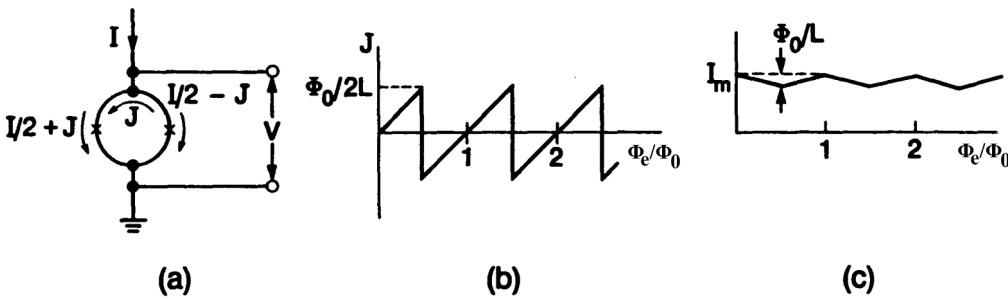 I
I/2 – J
J
I/2 + J
V
(a)
J
Φ₀/2L
1
2
Φₑ/Φ₀
(b)
Φ₀/L
Iₘ
1
2
Φₑ/Φ₀
(c)